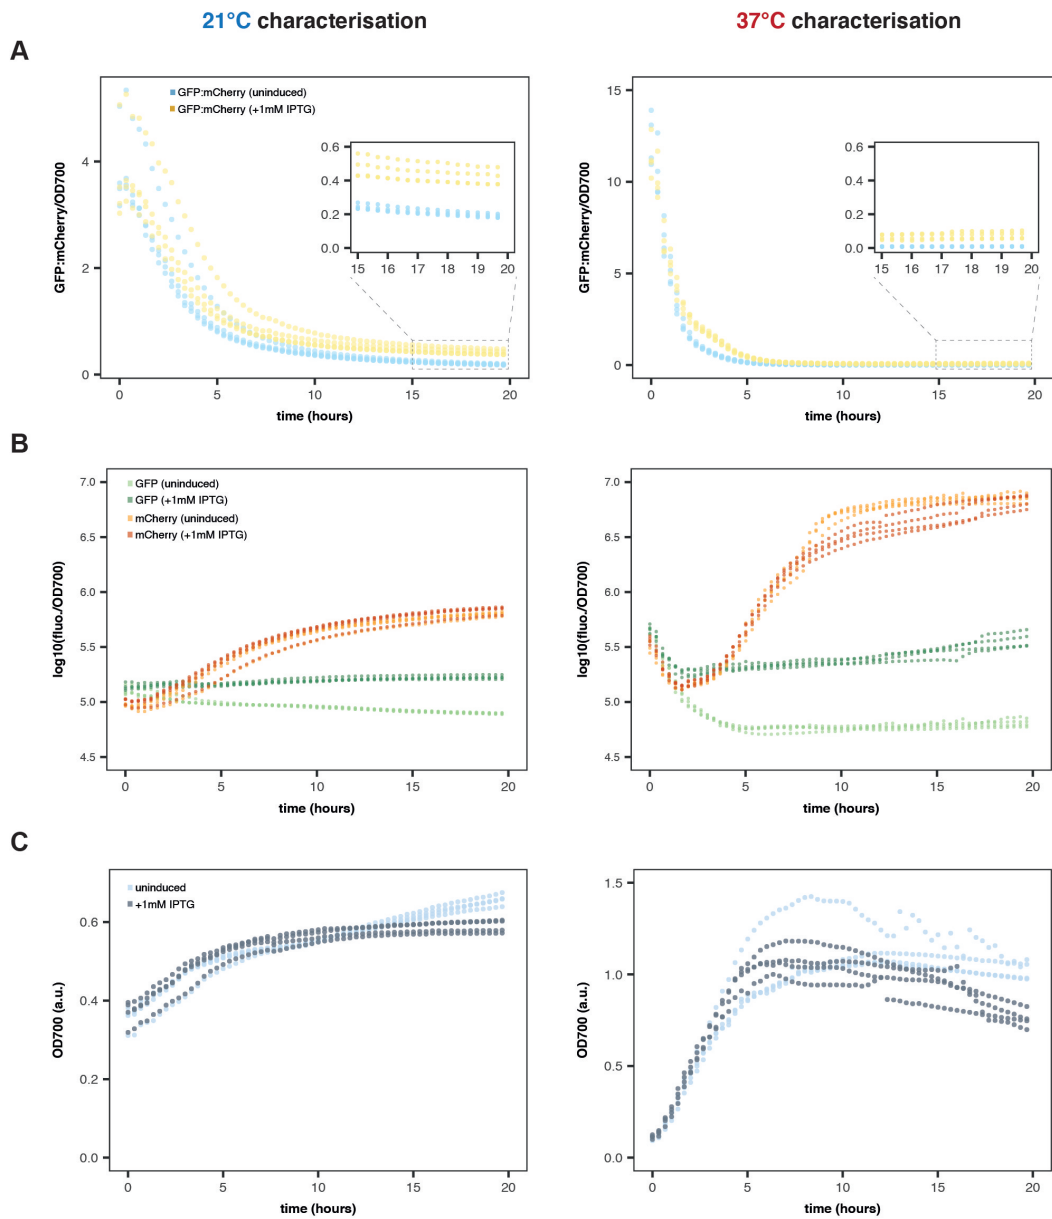 21°C characterisation
37°C characterisation
A
GFP:mCherry/OD700
4
2
0
GFP:mCherry (uninduced)
GFP:mCherry (+1mM IPTG)
0.6
0.4
0.2
0.0
15 16 17 18 19 20
0 5 10 15 20
time (hours)
GFP:mCherry/OD700
15
10
5
0
0.6
0.4
0.2
0.0
15 16 17 18 19 20
0 5 10 15 20
time (hours)
B
log10(fluo./OD700)
7.0
6.5
6.0
5.5
5.0
4.5
GFP (uninduced)
GFP (+1mM IPTG)
mCherry (uninduced)
mCherry (+1mM IPTG)
0 5 10 15 20
time (hours)
log10(fluo./OD700)
7.0
6.5
6.0
5.5
5.0
4.5
0 5 10 15 20
time (hours)
C
OD700 (a.u.)
0.6
0.4
0.2
0.0
uninduced
+1mM IPTG
0 5 10 15 20
time (hours)
OD700 (a.u.)
1.5
1.0
0.5
0.0
0 5 10 15 20
time (hours)